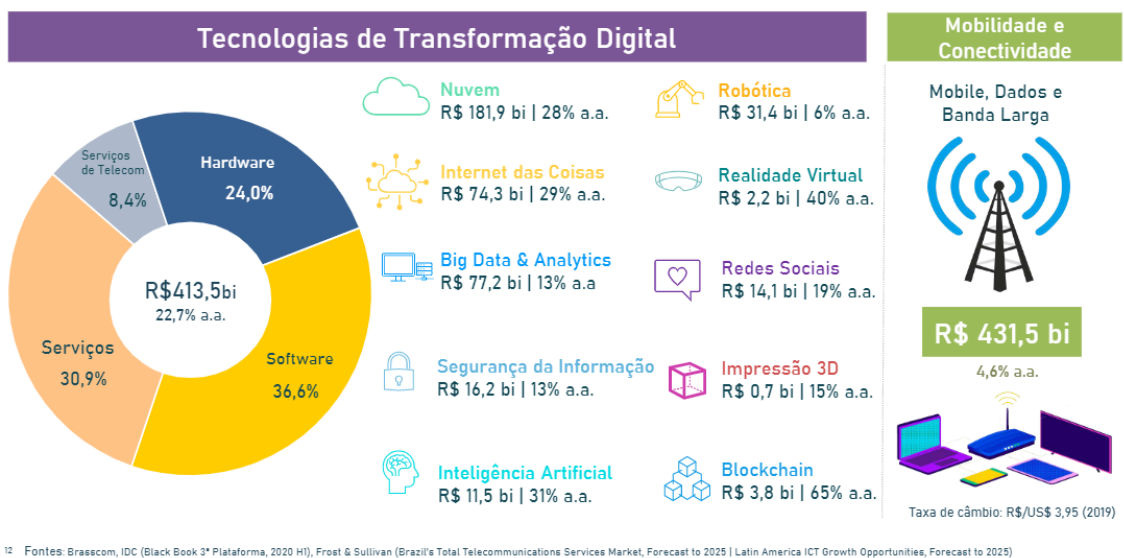 Tecnologias de Transformação Digital
Mobilidade e
Conectividade
Serviços
de Telecom
8,4%
Hardware
24,0%
R$413,5bi
22,7% a.a.
Serviços
30,9%
Software
36,6%
Nuvem
R$ 181,9 bi | 28% a.a.
Internet das Coisas
R$ 74,3 bi | 29% a.a.
Big Data & Analytics
R$ 77,2 bi | 13% a.a
Segurança da Informação
R$ 16,2 bi | 13% a.a.
Inteligência Artificial
R$ 11,5 bi | 31% a.a.
Robótica
R$ 31,4 bi | 6% a.a.
Realidade Virtual
R$ 2,2 bi | 40% a.a.
Redes Sociais
R$ 14,1 bi | 19% a.a.
Impressão 3D
R$ 0,7 bi | 15% a.a.
Blockchain
R$ 3,8 bi | 65% a.a.
Mobile, Dados e
Banda Larga
R$ 431,5 bi
4,6% a.a.
Taxa de câmbio: R$/US$ 3,95 (2019)
12 Fontes: Brasscom, IDC (Black Book 3ª Plataforma, 2020 H1), Frost & Sullivan (Brazil's Total Telecommunications Services Market, Forecast to 2025 | Latin America ICT Growth Opportunities, Forecast to 2025)